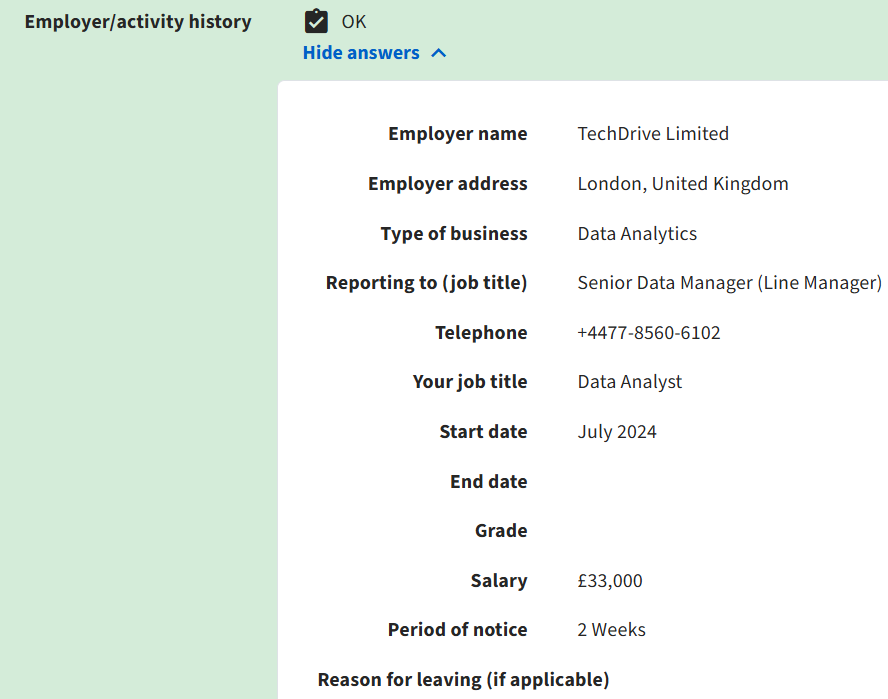 Employer/activity history OK
Hide answers
Employer name TechDrive Limited
Employer address London, United Kingdom
Type of business Data Analytics
Reporting to (job title) Senior Data Manager (Line Manager)
Telephone +4477-8560-6102
Your job title Data Analyst
Start date July 2024
End date
Grade
Salary £33,000
Period of notice 2 Weeks
Reason for leaving (if applicable)